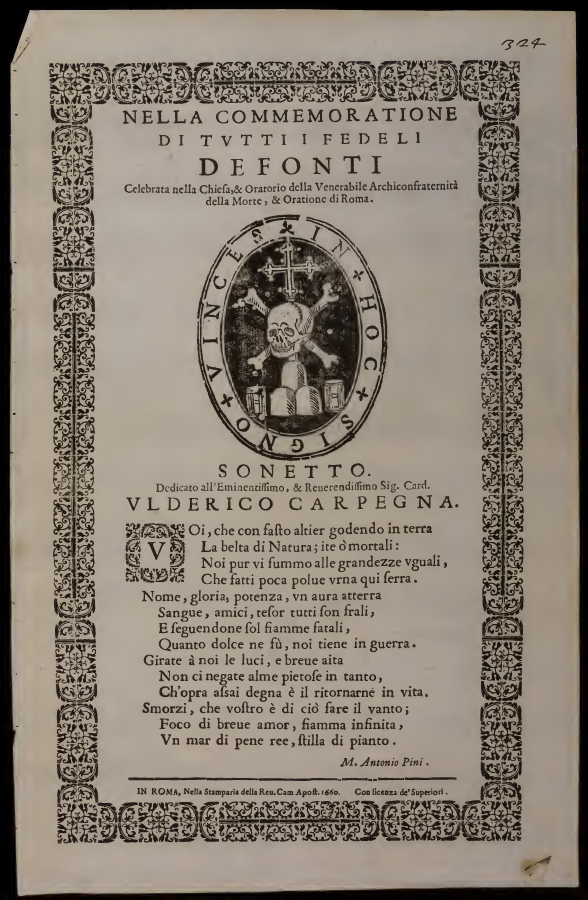 324
NELLA COMMEMORATIONE
DI TVTTI I FEDELI
DEFONTI
Celebrata nella Chieſa,& Oratorio della Venerabile Archiconfraternità
della Morte, & Oratione di Roma.
IN ✦ HOC ✦ SIGNO ✦ VINCES ✦
SONETTO.
Dedicato all'Eminentiſſimo, & Reuerendiſſimo Sig. Card.
VLDERICO CARPEGNA.
VOi, che con faſto altier godendo in terra
La belta di Natura; ite ò mortali:
Noi pur vi ſummo alle grandezze vguali,
Che fatti poca polue vrna qui ſerra.
Nome, gloria, potenza, vn aura atterra
Sangue, amici, teſor tutti ſon frali,
E ſeguendone ſol fiamme fatali,
Quanto dolce ne fù, noi tiene in guerra.
Girate à noi le luci, e breue aita
Non ci negate alme pietoſe in tanto,
Ch'opra aſsai degna è il ritornarne in vita.
Smorzi, che voſtro è di ciò fare il vanto;
Foco di breue amor, fiamma infinita,
Vn mar di pene ree, ſtilla di pianto.
M. Antonio Pini.
IN ROMA, Nella Stamparia della Reu. Cam. Apoſt. 1660. Con licenza de' Superiori.